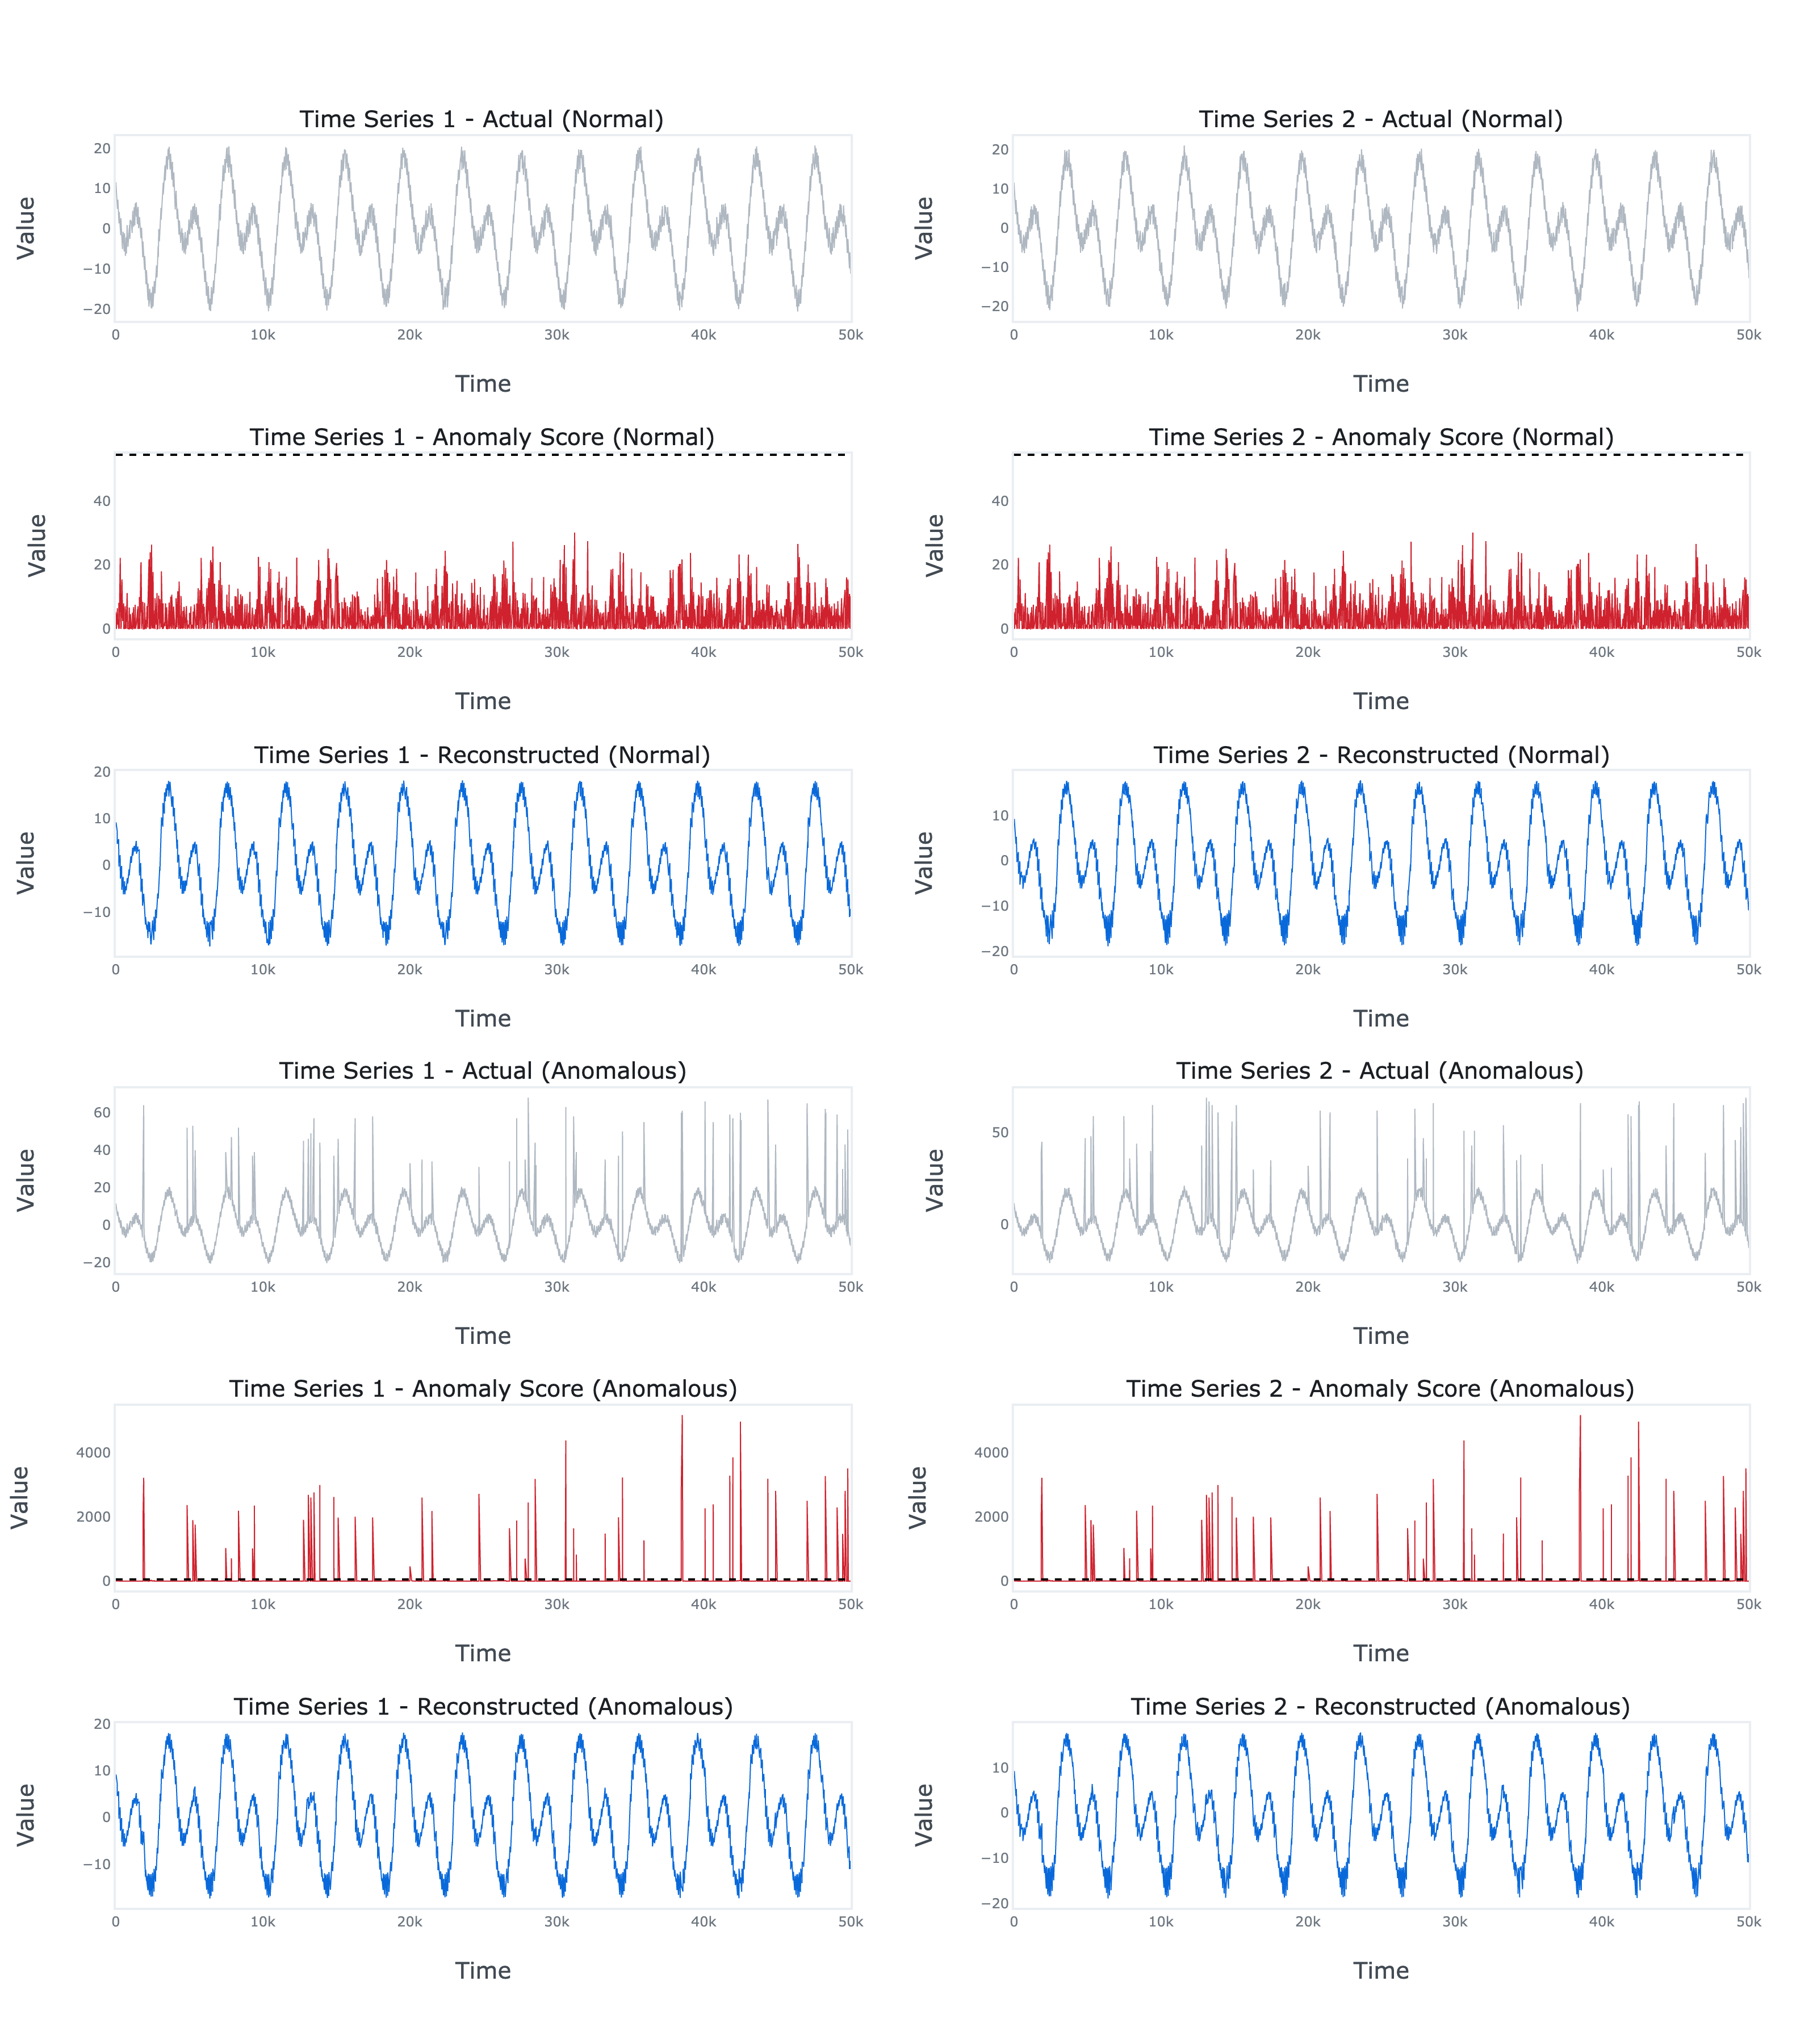 Time Series 1 - Actual (Normal)
Time Series 2 - Actual (Normal)
Value
20
10
0
−10
−20
0
10k
20k
30k
40k
50k
Time
Value
20
10
0
−10
−20
0
10k
20k
30k
40k
50k
Time
Time Series 1 - Anomaly Score (Normal)
Time Series 2 - Anomaly Score (Normal)
Value
40
20
0
0
10k
20k
30k
40k
50k
Time
Value
40
20
0
0
10k
20k
30k
40k
50k
Time
Time Series 1 - Reconstructed (Normal)
Time Series 2 - Reconstructed (Normal)
Value
20
10
0
−10
0
10k
20k
30k
40k
50k
Time
Value
10
0
−10
−20
0
10k
20k
30k
40k
50k
Time
Time Series 1 - Actual (Anomalous)
Time Series 2 - Actual (Anomalous)
Value
60
40
20
0
−20
0
10k
20k
30k
40k
50k
Time
Value
50
0
0
10k
20k
30k
40k
50k
Time
Time Series 1 - Anomaly Score (Anomalous)
Time Series 2 - Anomaly Score (Anomalous)
Value
4000
2000
0
0
10k
20k
30k
40k
50k
Time
Value
4000
2000
0
0
10k
20k
30k
40k
50k
Time
Time Series 1 - Reconstructed (Anomalous)
Time Series 2 - Reconstructed (Anomalous)
Value
20
10
0
−10
0
10k
20k
30k
40k
50k
Time
Value
10
0
−10
−20
0
10k
20k
30k
40k
50k
Time